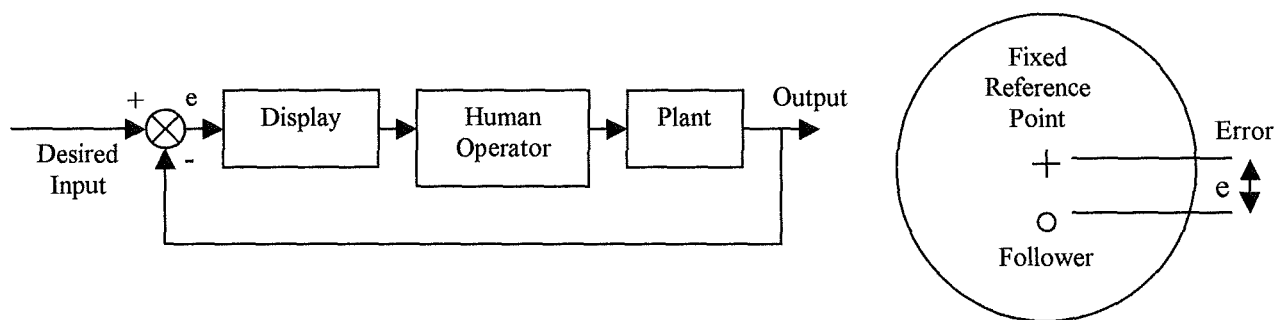 +
e
-
Desired
Input
Display
Human
Operator
Plant
Output
Fixed
Reference
Point
Error
e
Follower